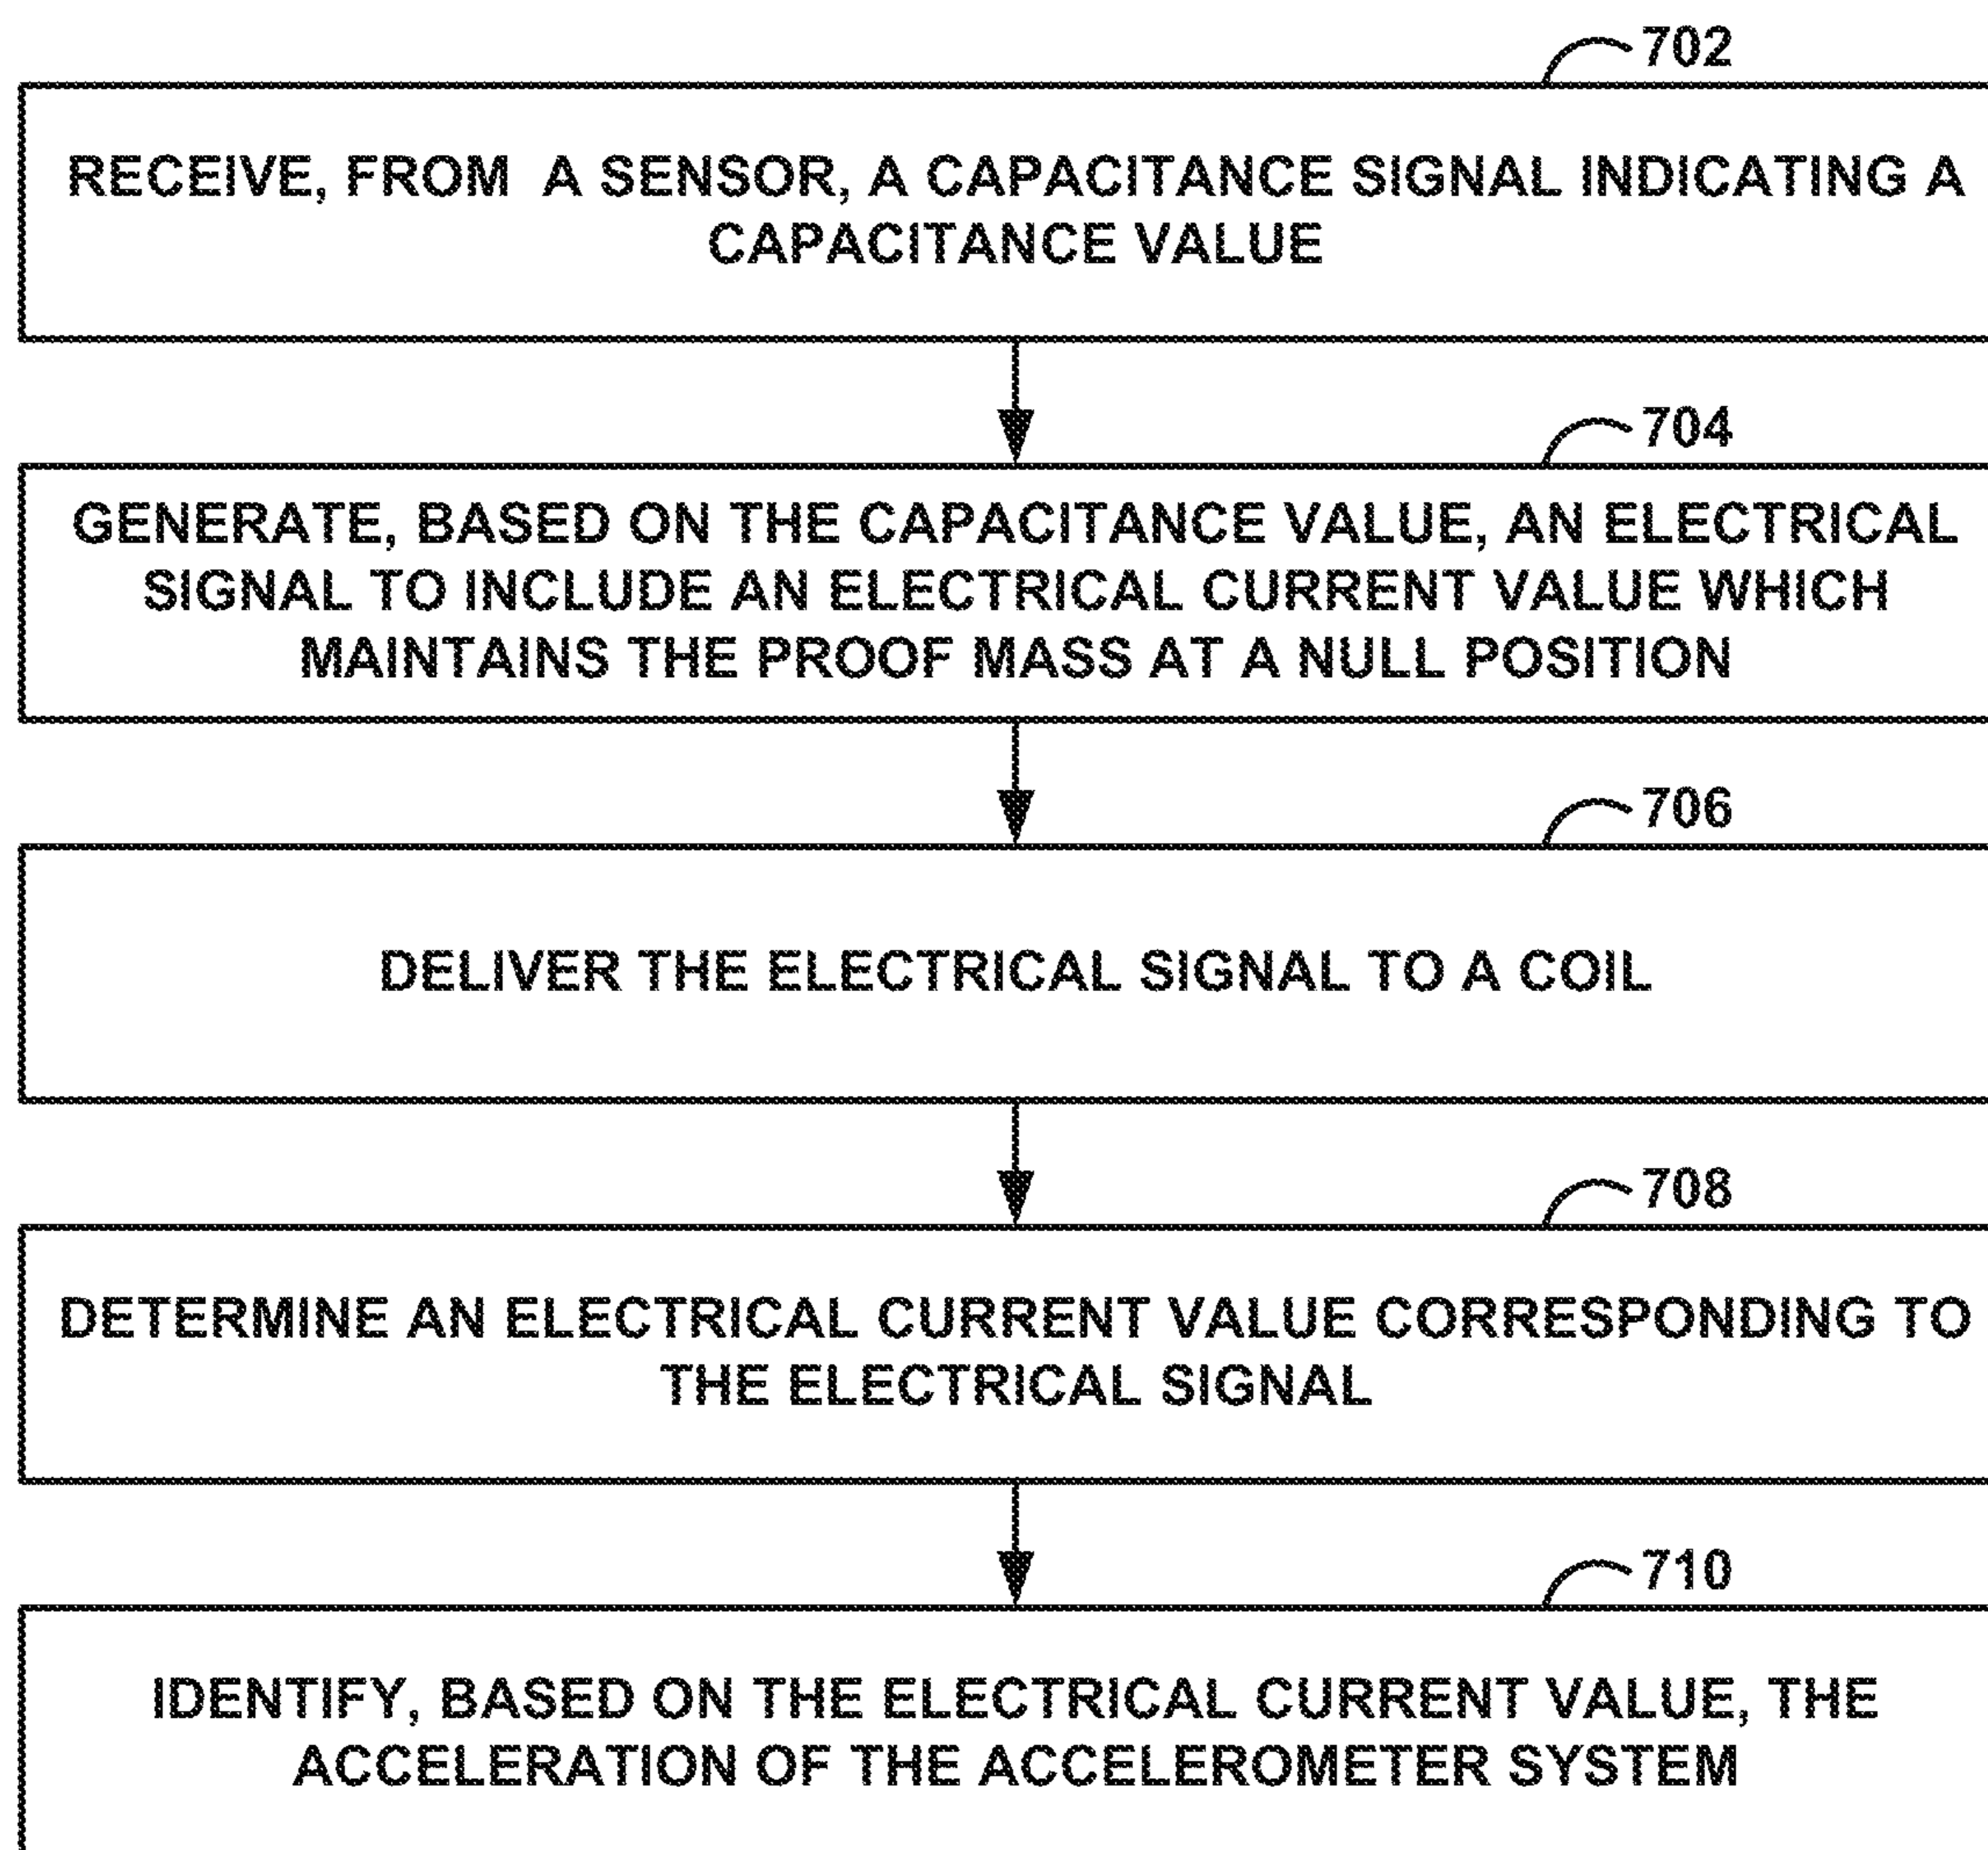 702
RECEIVE, FROM A SENSOR, A CAPACITANCE SIGNAL INDICATING A
CAPACITANCE VALUE
704
GENERATE, BASED ON THE CAPACITANCE VALUE, AN ELECTRICAL
SIGNAL TO INCLUDE AN ELECTRICAL CURRENT VALUE WHICH
MAINTAINS THE PROOF MASS AT A NULL POSITION
706
DELIVER THE ELECTRICAL SIGNAL TO A COIL
708
DETERMINE AN ELECTRICAL CURRENT VALUE CORRESPONDING TO
THE ELECTRICAL SIGNAL
710
IDENTIFY, BASED ON THE ELECTRICAL CURRENT VALUE, THE
ACCELERATION OF THE ACCELEROMETER SYSTEM